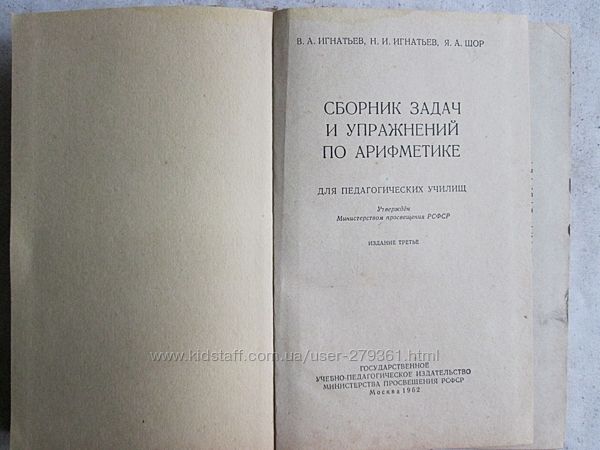 В. А. ИГНАТЬЕВ, Н. И. ИГНАТЬЕВ, Я. А. ШОР
СБОРНИК ЗАДАЧ
И УПРАЖНЕНИЙ
ПО АРИФМЕТИКЕ
ДЛЯ ПЕДАГОГИЧЕСКИХ УЧИЛИЩ
Утверждён
Министерством просвещения РСФСР
ИЗДАНИЕ ТРЕТЬЕ
www.kidstaff.com.ua/user-279361.html
ГОСУДАРСТВЕННОЕ
УЧЕБНО-ПЕДАГОГИЧЕСКОЕ ИЗДАТЕЛЬСТВО
МИНИСТЕРСТВА ПРОСВЕЩЕНИЯ РСФСР
Москва 1962